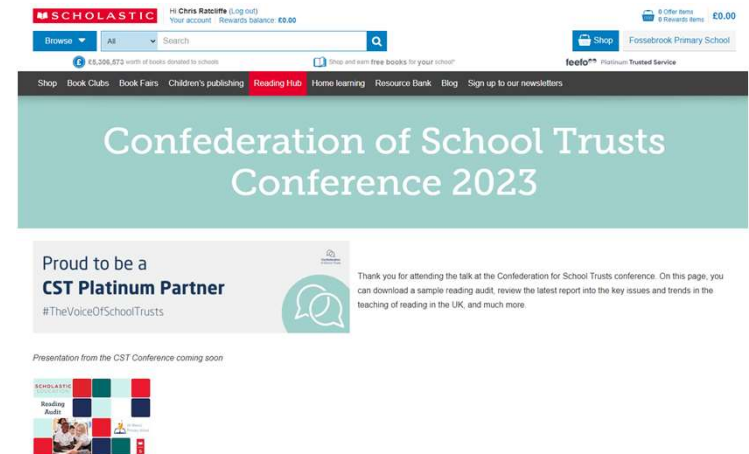 SCHOLASTIC
Hi Chris Ratcliffe (Log out)
Your account Rewards balance: £0.00
0 Offer items
0 Rewards items
£0.00
Browse All Search Shop Fossebrook Primary School
£5,306,573 worth of books donated to schools
Shop and earn free books for your school*
feefo Platinum Trusted Service
Shop Book Clubs Book Fairs Children's publishing Reading Hub Home learning Resource Bank Blog Sign up to our newsletters
Confederation of School Trusts
Conference 2023
Proud to be a
CST Platinum Partner
#TheVoiceOfSchoolTrusts
Thank you for attending the talk at the Confederation for School Trusts conference. On this page, you
can download a sample reading audit, review the latest report into the key issues and trends in the
teaching of reading in the UK, and much more.
Presentation from the CST Conference coming soon
SCHOLASTIC
EDUCATION
Reading
Audit